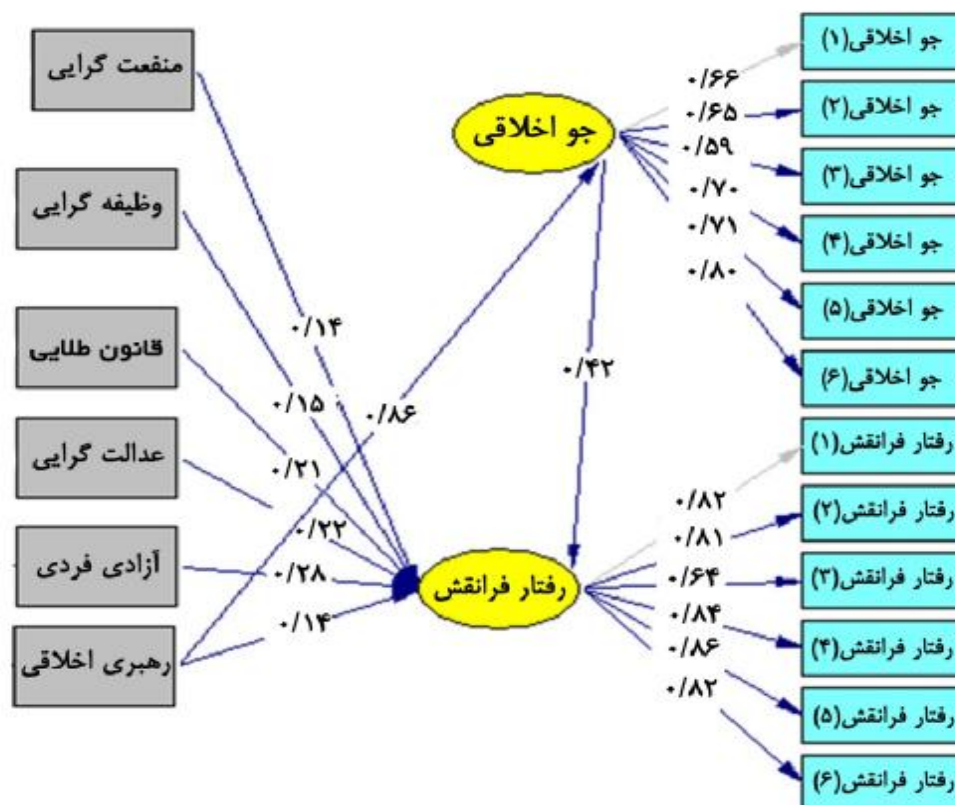 منفعت گرایی
وظیفه گرایی
قانون طلایی
عدالت گرایی
آزادی فردی
رهبری اخلاقی
۰/۱۴
۰/۱۵
۰/۲۱
۰/۲۲
۰/۲۸
۰/۱۴
۰/۸۶
۰/۴۲
جو اخلاقی
رفتار فرانقش
۰/۶۶
۰/۶۵
۰/۵۹
۰/۷۰
۰/۷۱
۰/۸۰
۰/۸۲
۰/۸۱
۰/۶۴
۰/۸۴
۰/۸۶
۰/۸۲
جو اخلاقی(۱)
جو اخلاقی(۲)
جو اخلاقی(۳)
جو اخلاقی(۴)
جو اخلاقی(۵)
جو اخلاقی(۶)
رفتار فرانقش(۱)
رفتار فرانقش(۲)
رفتار فرانقش(۳)
رفتار فرانقش(۴)
رفتار فرانقش(۵)
رفتار فرانقش(۶)